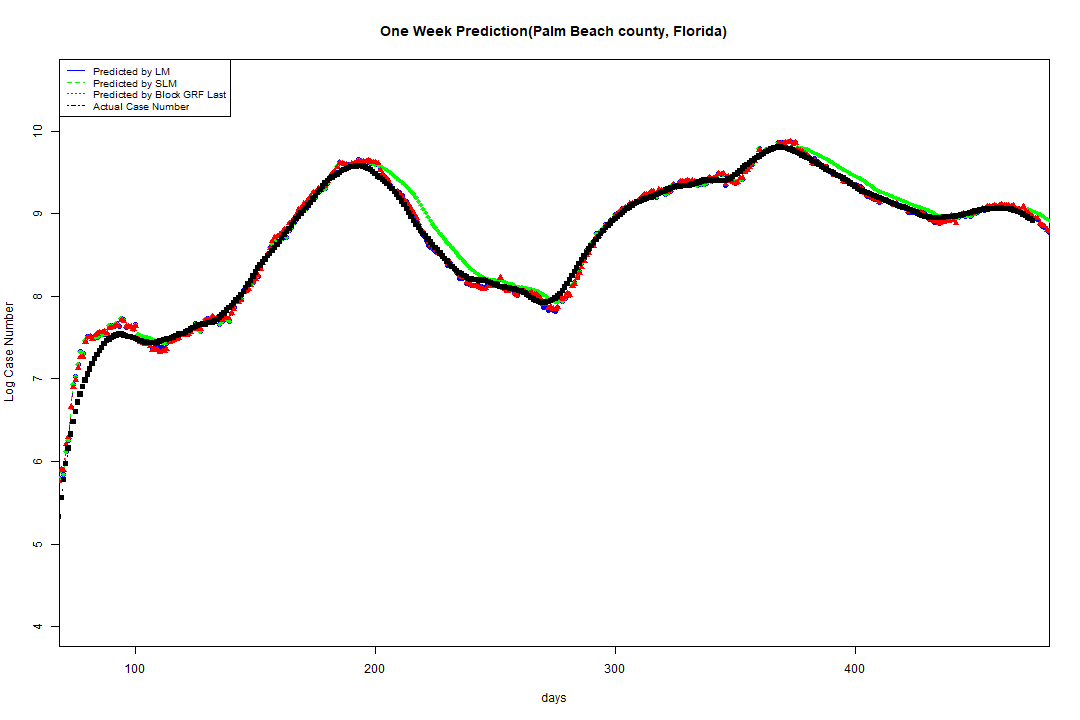 One Week Prediction(Palm Beach county, Florida)
Predicted by LM
Predicted by SLM
Predicted by Block GRF Last
Actual Case Number
10
9
8
7
6
5
4
Log Case Number
100
200
300
400
days